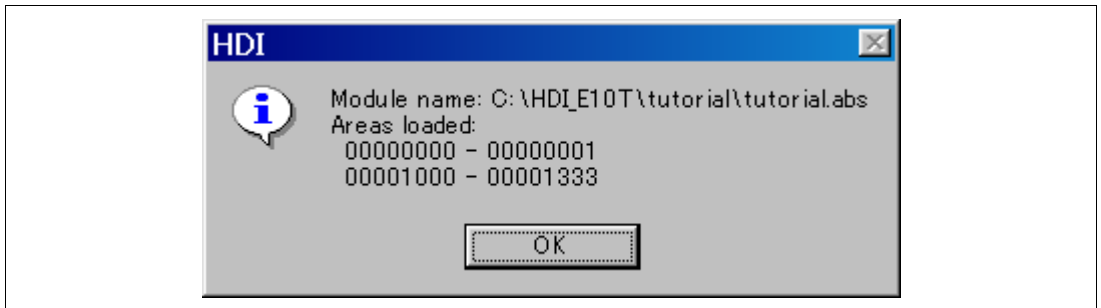 HDI
Module name: C:\HDI_E10T\tutorial\tutorial.abs
Areas loaded:
00000000 - 00000001
00001000 - 00001333
OK